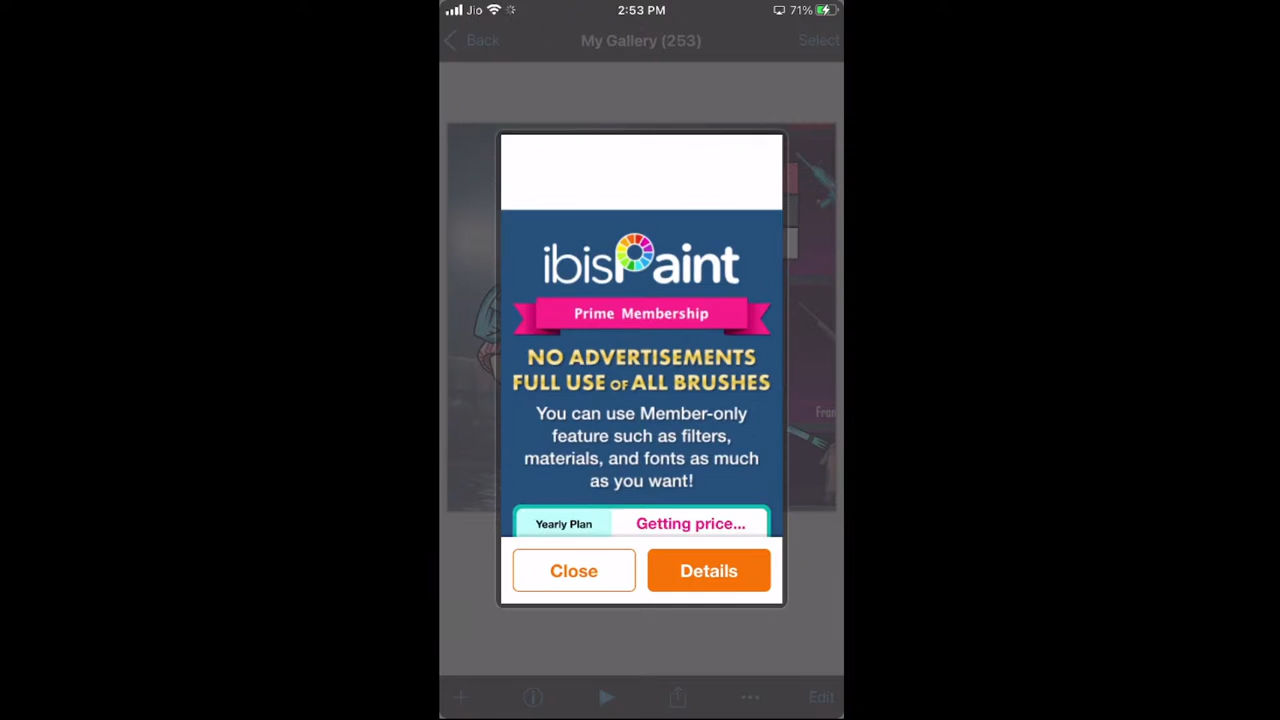 Jio 2:53 PM 71%
Back My Gallery (253) Select
ibisPaint
Prime Membership
NO ADVERTISEMENTS
FULL USE OF ALL BRUSHES
You can use Member-only
feature such as filters,
materials, and fonts as much
as you want!
Yearly Plan Getting price...
Close Details
Edit